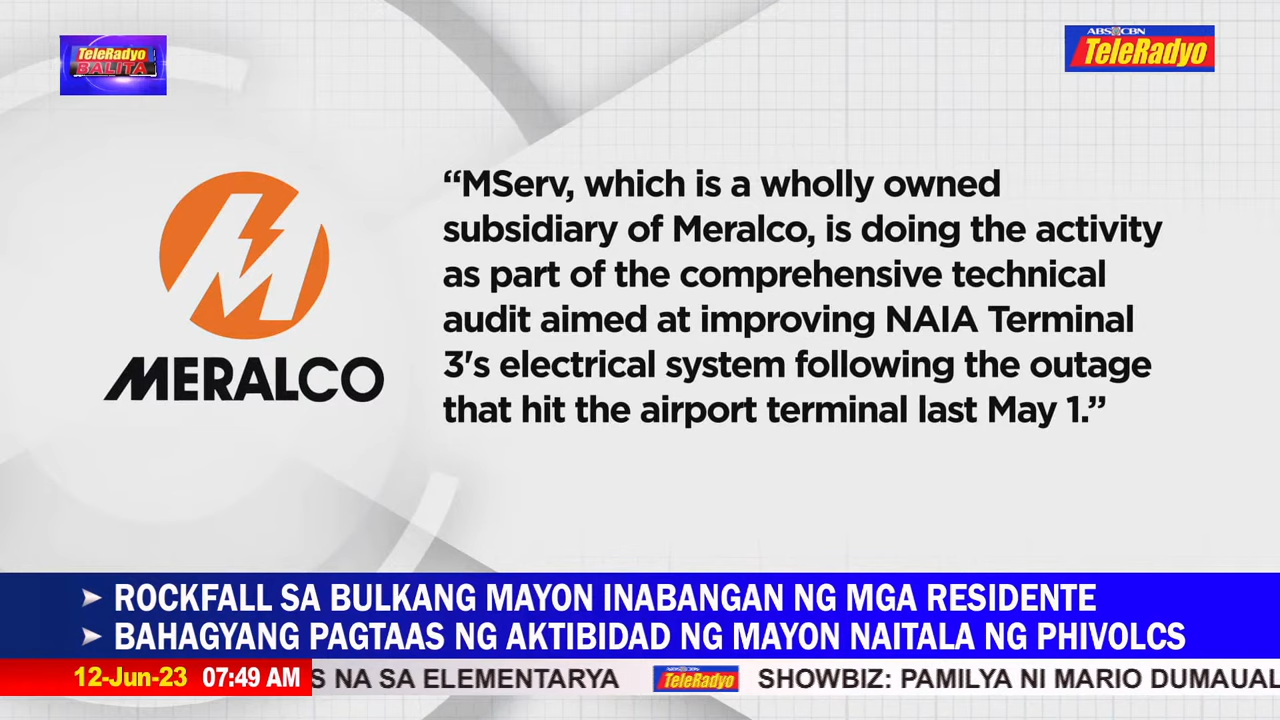 TeleRadyo
BALITA
ABS-CBN
TeleRadyo
“MServ, which is a wholly owned
subsidiary of Meralco, is doing the activity
as part of the comprehensive technical
audit aimed at improving NAIA Terminal
3's electrical system following the outage
that hit the airport terminal last May 1.”
MERALCO
ROCKFALL SA BULKANG MAYON INABANGAN NG MGA RESIDENTE
BAHAGYANG PAGTAAS NG AKTIBIDAD NG MAYON NAITALA NG PHIVOLCS
12-Jun-23 07:49 AM S NA SA ELEMENTARYA ABS-CBN TeleRadyo SHOWBIZ: PAMILYA NI MARIO DUMAUAL